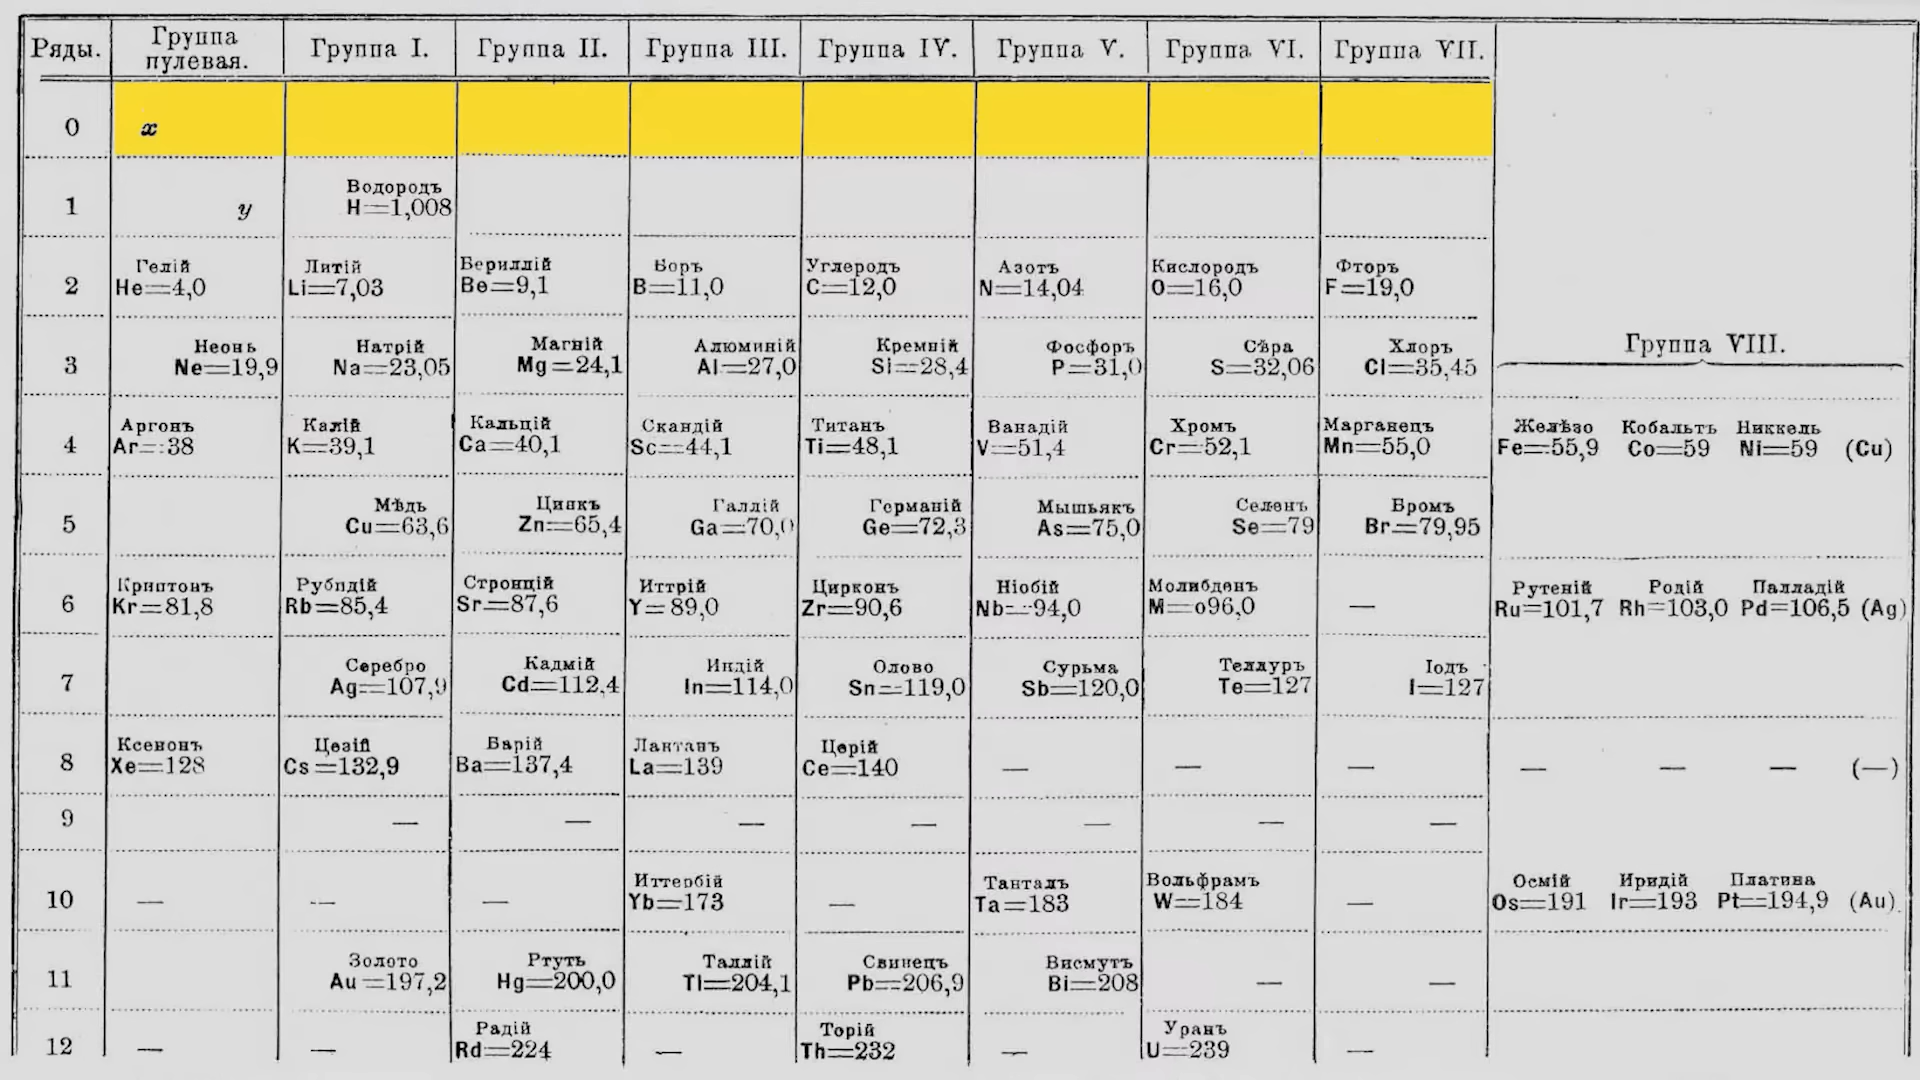 Ряды. Группа нулевая. Группа I. Группа II. Группа III. Группа IV. Группа V. Группа VI. Группа VII.
0 x
1 y Водородъ H=1,008
2 Гелій He=4,0 Литій Li=7,03 Бериллій Be=9,1 Боръ B=11,0 Углеродъ C=12,0 Азотъ N=14,04 Кислородъ O=16,0 Фторъ F=19,0
Группа VIII.
3 Неонъ Ne=19,9 Натрій Na=23,05 Магній Mg=24,1 Алюминій Al=27,0 Кремній Si=28,4 Фосфоръ P=31,0 Сѣра S=32,06 Хлоръ Cl=35,45
4 Аргонъ Ar=38 Калій K=39,1 Кальцій Ca=40,1 Скандій Sc=44,1 Титанъ Ti=48,1 Ванадій V=51,4 Хромъ Cr=52,1 Марганецъ Mn=55,0 Желѣзо Fe=55,9 Кобальтъ Co=59 Никкель Ni=59 (Cu)
5 Мѣдь Cu=63,6 Цинкъ Zn=65,4 Галлій Ga=70,0 Германій Ge=72,3 Мышьякъ As=75,0 Селенъ Se=79 Бромъ Br=79,95
6 Криптонъ Kr=81,8 Рубидій Rb=85,4 Стронцій Sr=87,6 Иттрій Y=89,0 Цирконъ Zr=90,6 Ніобій Nb=94,0 Молибденъ M=о96,0 — Рутеній Ru=101,7 Родій Rh=103,0 Палладій Pd=106,5 (Ag)
7 Серебро Ag=107,9 Кадмій Cd=112,4 Индій In=114,0 Олово Sn=119,0 Сурьма Sb=120,0 Теллуръ Te=127 Іодъ I=127
8 Ксенонъ Xe=128 Цезій Cs=132,9 Барій Ba=137,4 Лантанъ La=139 Церій Ce=140 — — — — — — (—)
9 — — — — — — —
10 — — — Иттербій Yb=173 — Танталъ Ta=183 Вольфрамъ W=184 — Осмій Os=191 Иридій Ir=193 Платина Pt=194,9 (Au).
11 Золото Au=197,2 Ртуть Hg=200,0 Таллій Tl=204,1 Свинецъ Pb=206,9 Висмутъ Bi=208 — —
12 — — Радій Rd=224 — Торій Th=232 — Уранъ U=239 —